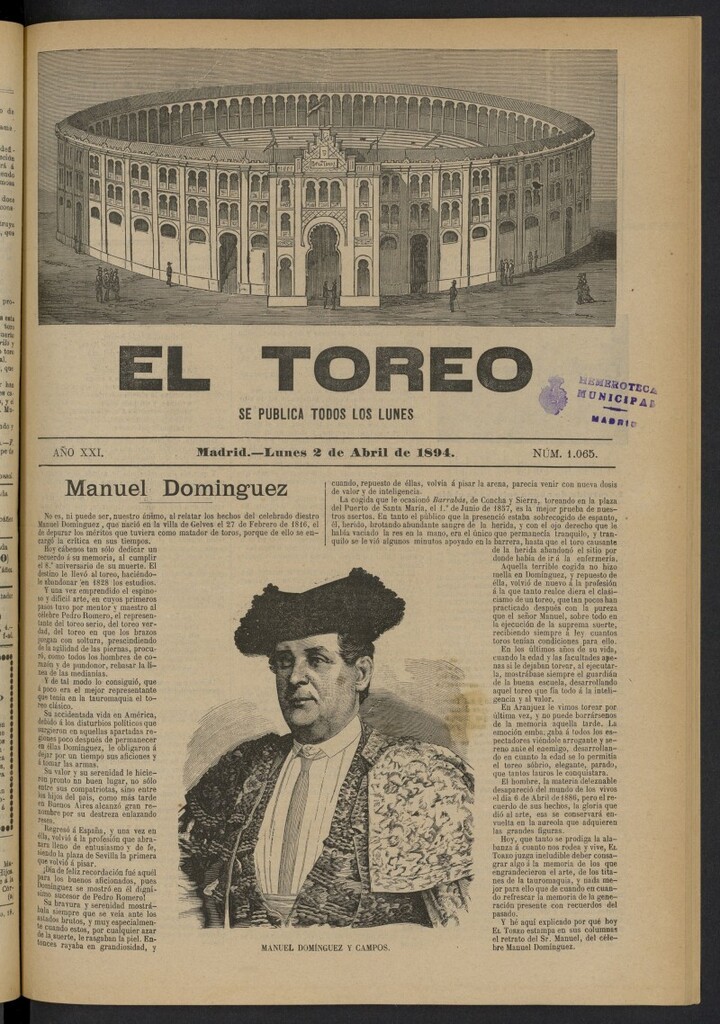 EL TOREO
SE PUBLICA TODOS LOS LUNES
HEMEROTECA
MUNICIPAL
MADRID
AÑO XXI.
Madrid.—Lunes 2 de Abril de 1894.
NÚM. 1.065.
Manuel Dominguez
No es, ni puede ser, nuestro ánimo, al relatar los hechos del celebrado diestro
Manuel Dominguez, que nació en la villa de Gelves el 27 de Febrero de 1816, el
de depurar los méritos que tuviera como matador de toros, porque de ello se en-
cargó la crítica en sus tiempos.
Hoy cábenos tan sólo dedicar un
recuerdo á su memoria, al cumplir
el 8.º aniversario de su muerte. El
destino le llevó al toreo, haciéndo-
le abandonar en 1828 los estudios.
Y una vez emprendido el espino-
so y difícil arte, en cuyos primeros
pasos tuvo por mentor y maestro al
célebre Pedro Romero, el represen-
tante del toreo serio, del toreo ver-
dad, del toreo en que los brazos
juegan con soltura, prescindiendo
de la agilidad de las piernas, procu-
ró, como todos los hombres de co-
razón y de pundonor, rebusar la lí-
nea de las medianías.
Y de tal modo lo consiguió, que
á poco era el mejor representante
que tenía en la tauromaquia el to-
reo clásico.
Su accidentada vida en América,
debido á los disturbios políticos que
surgieron en aquellas apartadas re-
giones poco después de permanecer
en éllas Dominguez, le obligaron á
dejar por un tiempo sus aficiones y
á tomar las armas.
Su valor y su serenidad le hicie-
ron pronto un buen lugar, no sólo
entre sus compatriotas, sino entre
los hijos del país, como más tarde
en Buenos Aires alcanzó gran re-
nombre por su destreza enlazando
reses.
Regresó á España, y una vez en
élla, volvió á la profesión que abra-
zara lleno de entusiasmo y de fe,
siendo la plaza de Sevilla la primera
que volvió á pisar.
¡Día de feliz recordación fué aquél
para los buenos aficionados, pues
Dominguez se mostró en él digní-
simo sucesor de Pedro Romero!
Su bravura y serenidad mostrá-
bala siempre que se veía ante los
astados brutos, y muy especialmen-
te cuando estos, por cualquier azar
de la suerte, le rasgaban la piel. En-
tonces rayaba en grandiosidad, y
MANUEL DOMINGUEZ Y CAMPOS.
cuando, repuesto de éllas, volvía á pisar la arena, parecía venir con nueva dosis
de valor y de inteligencia.
La cogida que le ocasionó Barrabás, de Concha y Sierra, toreando en la plaza
del Puerto de Santa María, el 1.º de Junio de 1857, es la mejor prueba de nues-
tros asertos. En tanto el público que la presenció estaba sobrecogido de espanto,
él, herido, brotando abundante sangre de la herida, y con el ojo derecho que le
había vaciado la res en la mano, era el único que permanecía tranquilo, y tran-
quilo se le vió algunos minutos apoyado en la barrera, hasta que el toro causante
de la herida abandonó el sitio por
donde había de ir á la enfermería.
Aquella terrible cogida no hizo
mella en Dominguez, y repuesto de
élla, volvió de nuevo á la profesión
á la que tanto realce diera el clasi-
cismo de un toreo, que tan pocos han
practicado después con la pureza
que el señor Manuel, sobre todo en
la ejecución de la suprema suerte,
recibiendo siempre á ley cuantos
toros tenían condiciones para ello.
En los últimos años de su vida,
cuando la edad y las facultades ape-
nas si le dejaban torear, al ejecutar-
la, mostrábase siempre el guardián
de la buena escuela, desarrollando
aquel toreo que fía todo á la inteli-
gencia y al valor.
En Aranjuez le vimos torear por
última vez, y no puede borrársenos
de la memoria aquella tarde. La
emoción embargaba á todos los es-
pectadores viéndole arrogante y se-
reno ante el enemigo, desarrollan-
do en cuanto la edad se lo permitía
el toreo sobrio, elegante, parado,
que tantos lauros le conquistara.
El hombre, la materia deleznable
desapareció del mundo de los vivos
el día 6 de Abril de 1886, pero el re-
cuerdo de sus hechos, la gloria que
dió al arte, esa se conservará en-
vuelta en la aureola que adquieren
las grandes figuras.
Hoy, que tanto se prodiga la ala-
banza á cuanto nos rodea y vive, EL
TOREO juzga ineludible deber consa-
grar algo á la memoria de los que
engrandecieron el arte, de los tita-
nes de la tauromaquia, y nada me-
jor para ello que de cuando en cuan-
do refrescar la memoria de la gene-
ración presente con recuerdos del
pasado.
Y hé aquí explicado por qué hoy
EL TOREO estampa en sus columnas
el retrato del Sr. Manuel, del céle-
bre Manuel Dominguez.